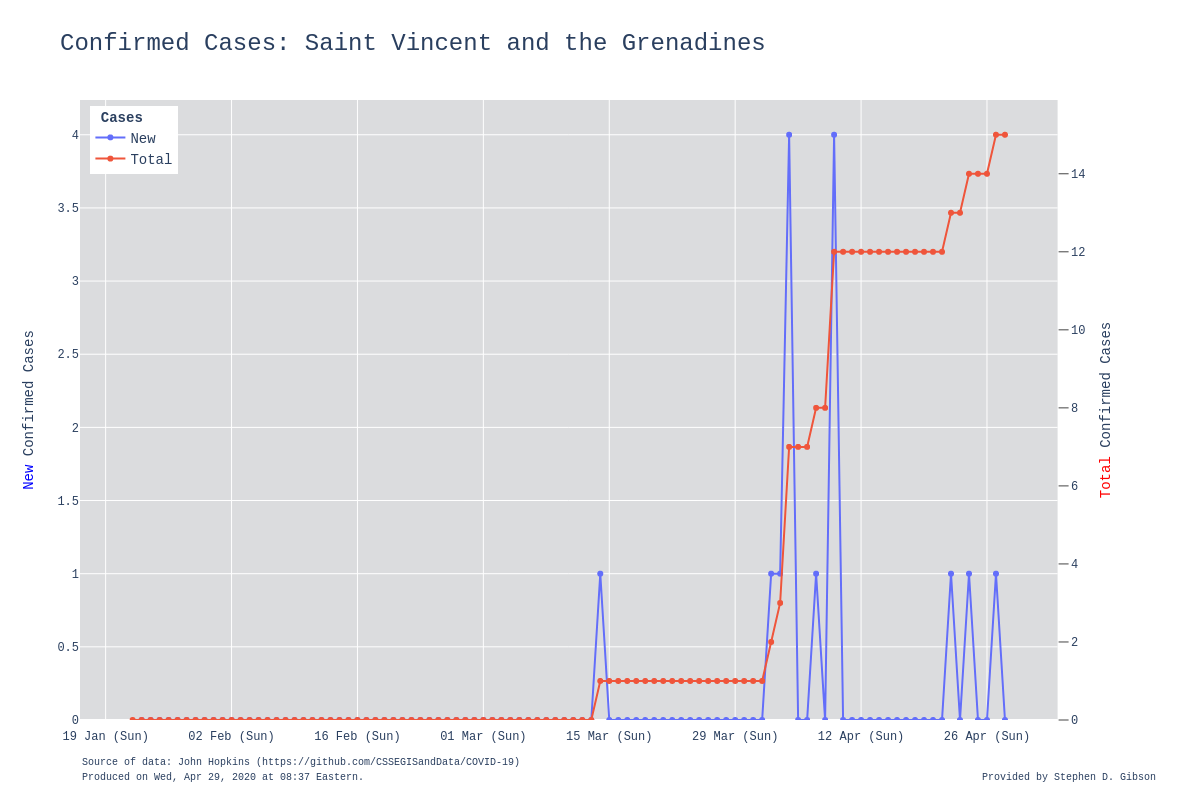 Confirmed Cases: Saint Vincent and the Grenadines
Cases
New
Total
4
3.5
3
2.5
2
1.5
1
0.5
0
New Confirmed Cases
14
12
10
8
6
4
2
0
Total Confirmed Cases
19 Jan (Sun) 02 Feb (Sun) 16 Feb (Sun) 01 Mar (Sun) 15 Mar (Sun) 29 Mar (Sun) 12 Apr (Sun) 26 Apr (Sun)
Source of data: John Hopkins (https://github.com/CSSEGISandData/COVID-19)
Produced on Wed, Apr 29, 2020 at 08:37 Eastern.
Provided by Stephen D. Gibson